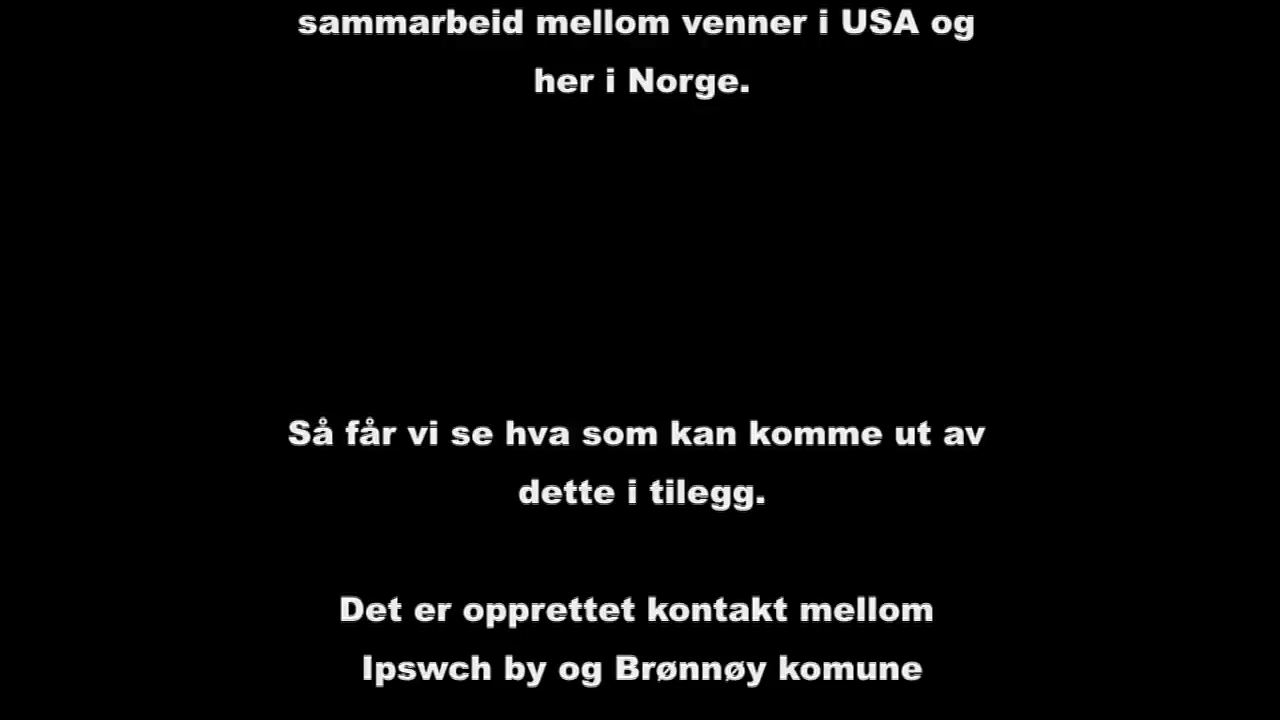 sammarbeid mellom venner i USA og
her i Norge.
Så får vi se hva som kan komme ut av
dette i tilegg.
Det er opprettet kontakt mellom
Ipswch by og Brønnøy komune